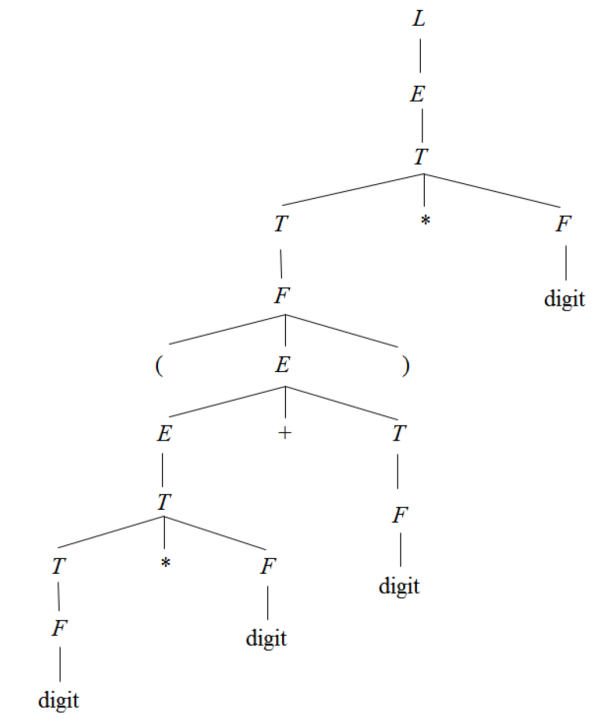 L
E
T
T * F
digit
F
( E )
E + T
T
F
T * F
digit
F
digit
digit